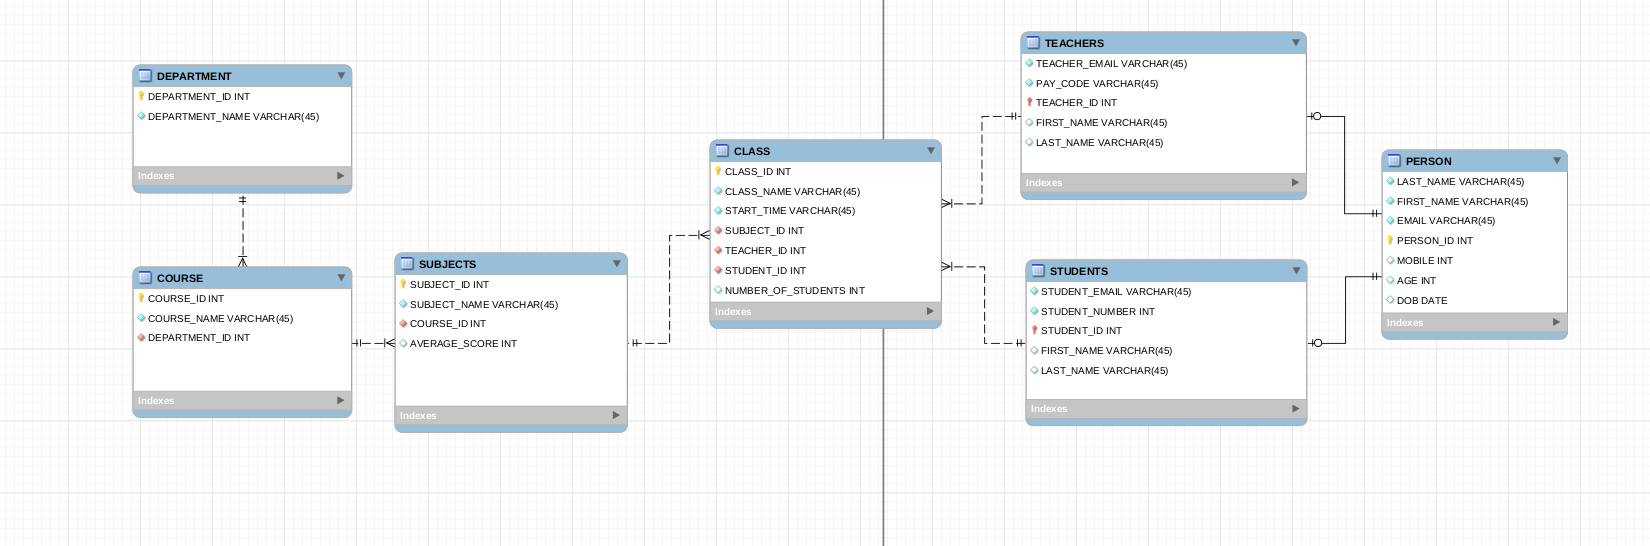 DEPARTMENT
DEPARTMENT_ID INT
DEPARTMENT_NAME VARCHAR(45)
Indexes
COURSE
COURSE_ID INT
COURSE_NAME VARCHAR(45)
DEPARTMENT_ID INT
Indexes
SUBJECTS
SUBJECT_ID INT
SUBJECT_NAME VARCHAR(45)
COURSE_ID INT
AVERAGE_SCORE INT
Indexes
CLASS
CLASS_ID INT
CLASS_NAME VARCHAR(45)
START_TIME VARCHAR(45)
SUBJECT_ID INT
TEACHER_ID INT
STUDENT_ID INT
NUMBER_OF_STUDENTS INT
Indexes
TEACHERS
TEACHER_EMAIL VARCHAR(45)
PAY_CODE VARCHAR(45)
TEACHER_ID INT
FIRST_NAME VARCHAR(45)
LAST_NAME VARCHAR(45)
Indexes
STUDENTS
STUDENT_EMAIL VARCHAR(45)
STUDENT_NUMBER INT
STUDENT_ID INT
FIRST_NAME VARCHAR(45)
LAST_NAME VARCHAR(45)
Indexes
PERSON
LAST_NAME VARCHAR(45)
FIRST_NAME VARCHAR(45)
EMAIL VARCHAR(45)
PERSON_ID INT
MOBILE INT
AGE INT
DOB DATE
Indexes